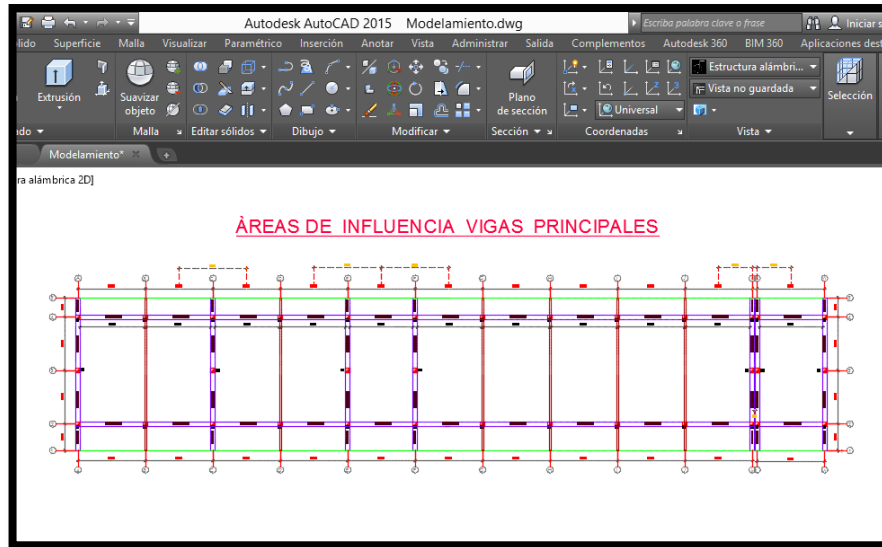 Autodesk AutoCAD 2015 Modelamiento.dwg
Escriba palabra clave o frase
Iniciar s
lido Superficie Malla Visualizar Paramétrico Inserción Anotar Vista Administrar Salida Complementos Autodesk 360 BIM 360 Aplicaciones dest
Extrusión
Suavizar
objeto
Plano
de sección
Universal
Estructura alámbri...
Vista no guardada
Selección
do Malla Editar sólidos Dibujo Modificar Sección Coordenadas Vista
Modelamiento*
ra alámbrica 2D]
ÀREAS DE INFLUENCIA VIGAS PRINCIPALES